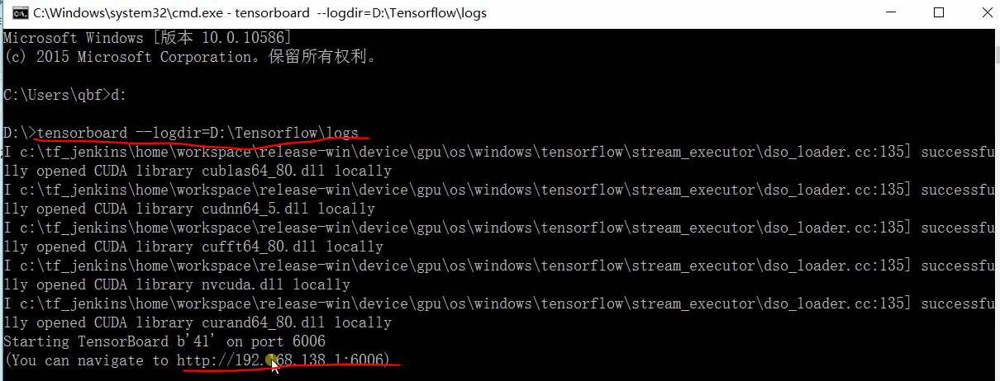 C:\Windows\system32\cmd.exe - tensorboard --logdir=D:\Tensorflow\logs
Microsoft Windows [版本 10.0.10586]
(c) 2015 Microsoft Corporation。保留所有权利。
C:\Users\qbf>d:
D:\>tensorboard --logdir=D:\Tensorflow\logs
I c:\tf_jenkins\home\workspace\release-win\device\gpu\os\windows\tensorflow\stream_executor\dso_loader.cc:135] successfu
lly opened CUDA library cublas64_80.dll locally
I c:\tf_jenkins\home\workspace\release-win\device\gpu\os\windows\tensorflow\stream_executor\dso_loader.cc:135] successfu
lly opened CUDA library cudnn64_5.dll locally
I c:\tf_jenkins\home\workspace\release-win\device\gpu\os\windows\tensorflow\stream_executor\dso_loader.cc:135] successfu
lly opened CUDA library cufft64_80.dll locally
I c:\tf_jenkins\home\workspace\release-win\device\gpu\os\windows\tensorflow\stream_executor\dso_loader.cc:135] successfu
lly opened CUDA library nvcuda.dll locally
I c:\tf_jenkins\home\workspace\release-win\device\gpu\os\windows\tensorflow\stream_executor\dso_loader.cc:135] successfu
lly opened CUDA library curand64_80.dll locally
Starting TensorBoard b'41' on port 6006
(You can navigate to http://192.168.138.1:6006)